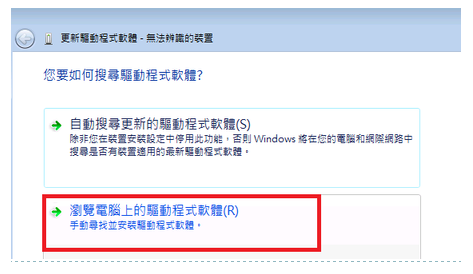 更新驅動程式軟體 - 無法辨識的裝置
您要如何搜尋驅動程式軟體?
自動搜尋更新的驅動程式軟體(S)
除非您在裝置安裝設定中停用此功能，否則 Windows 將在您的電腦和網際網路中
搜尋是否有裝置適用的最新驅動程式軟體。
瀏覽電腦上的驅動程式軟體(R)
手動尋找並安裝驅動程式軟體。